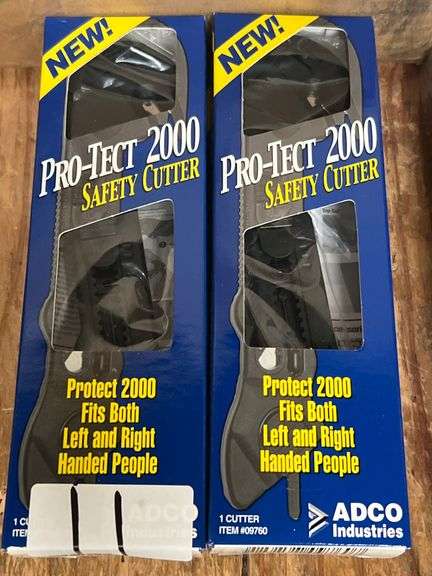 NEW!
PRO-TECT 2000
SAFETY CUTTER
Protect 2000
Fits Both
Left and Right
Handed People
1 CU
ITEM
ADCO
Industries
NEW!
PRO-TECT 2000
SAFETY CUTTER
Protect 2000
Fits Both
Left and Right
Handed People
1 CUTTER
ITEM #09760
ADCO
Industries